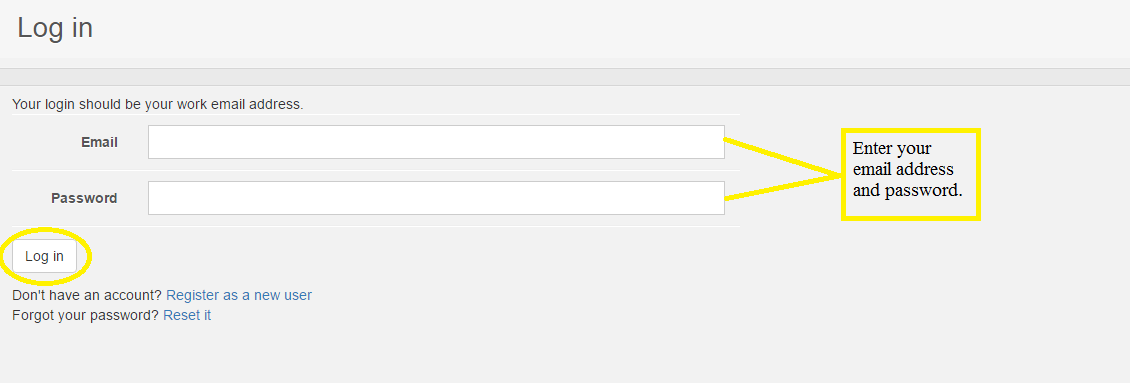 Log in
Your login should be your work email address.
Email
Enter your
email address
and password.
Password
Log in
Don't have an account? Register as a new user
Forgot your password? Reset it